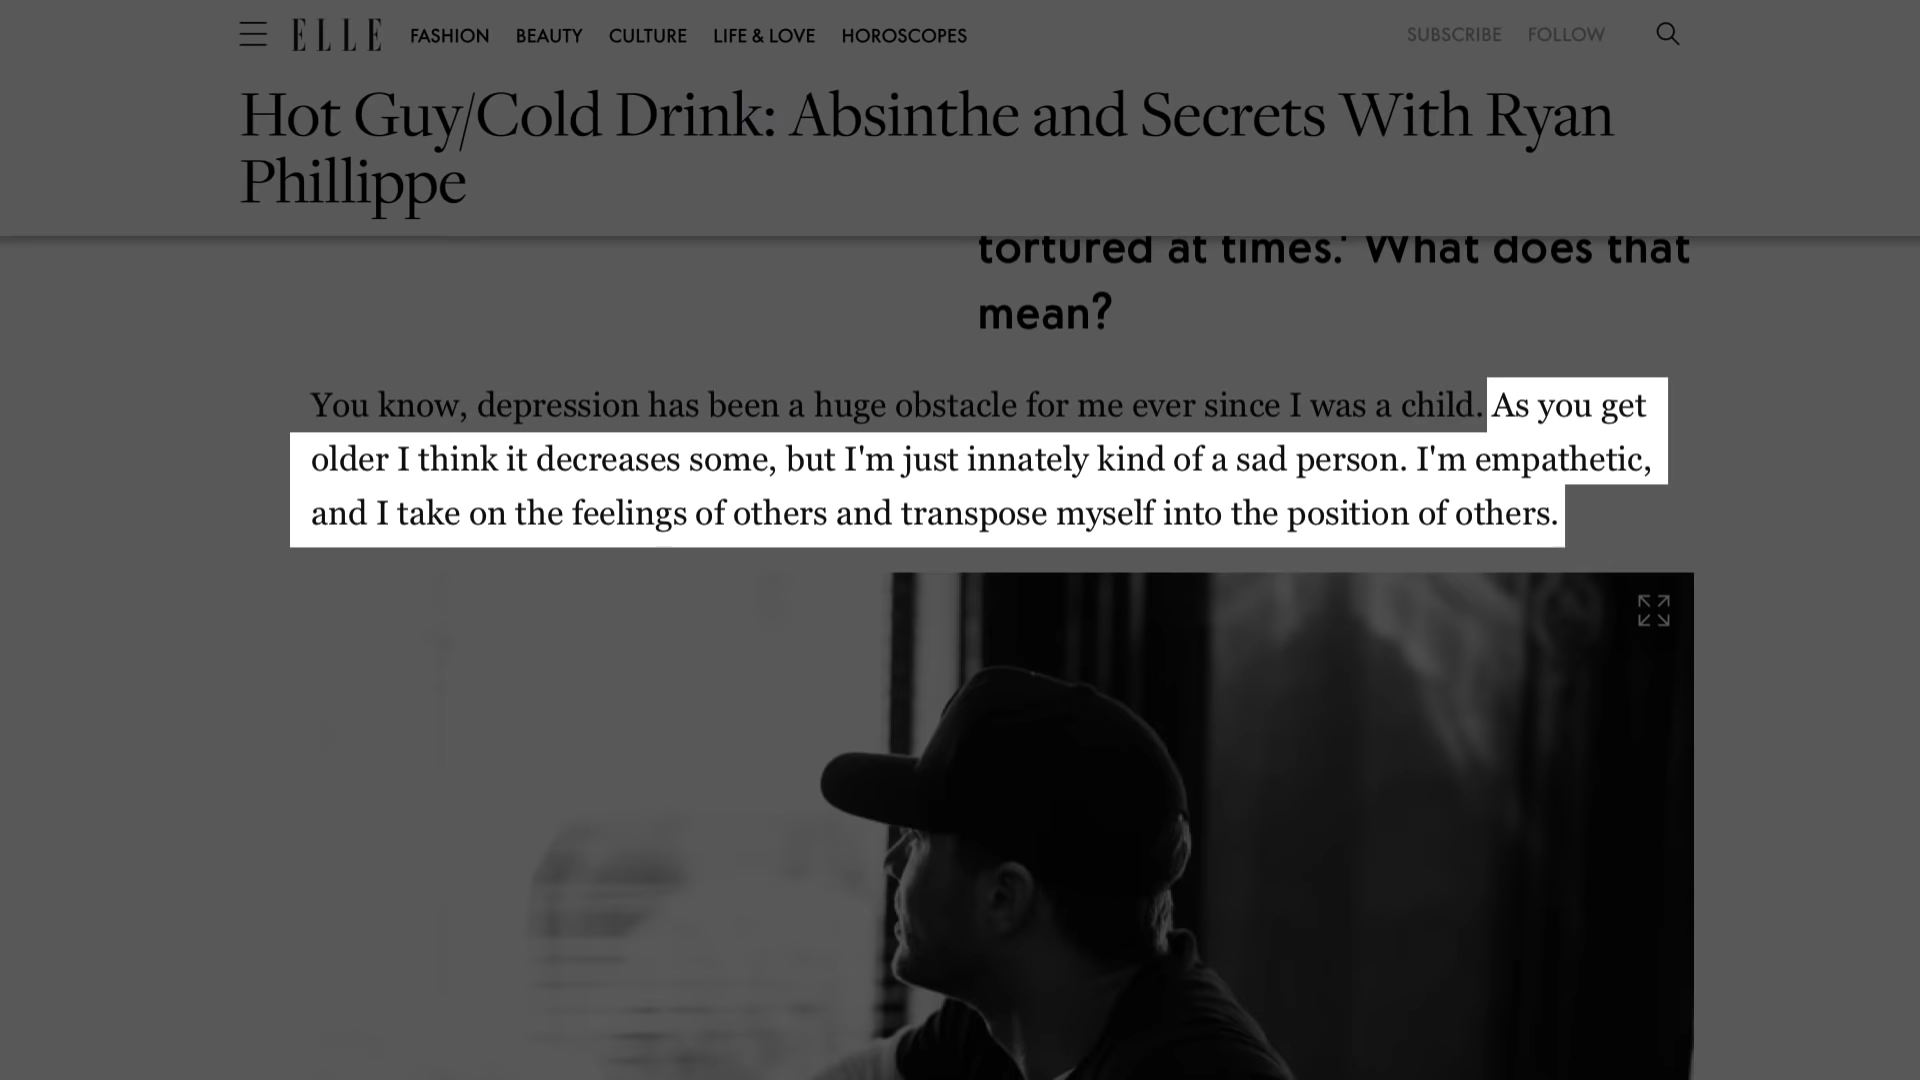 ELLE FASHION BEAUTY CULTURE LIFE & LOVE HOROSCOPES SUBSCRIBE FOLLOW
Hot Guy/Cold Drink: Absinthe and Secrets With Ryan
Phillippe
tortured at times.' What does that
mean?
You know, depression has been a huge obstacle for me ever since I was a child. As you get
older I think it decreases some, but I'm just innately kind of a sad person. I'm empathetic,
and I take on the feelings of others and transpose myself into the position of others.